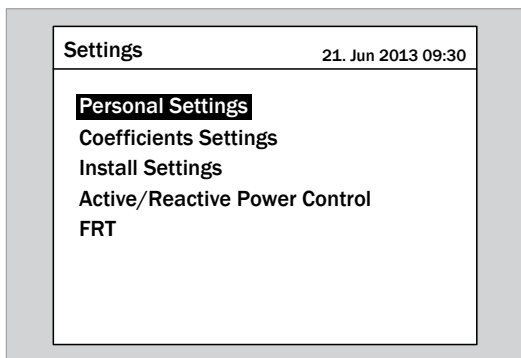 Settings 21. Jun 2013 09:30
Personal Settings
Coefficients Settings
Install Settings
Active/Reactive Power Control
FRT